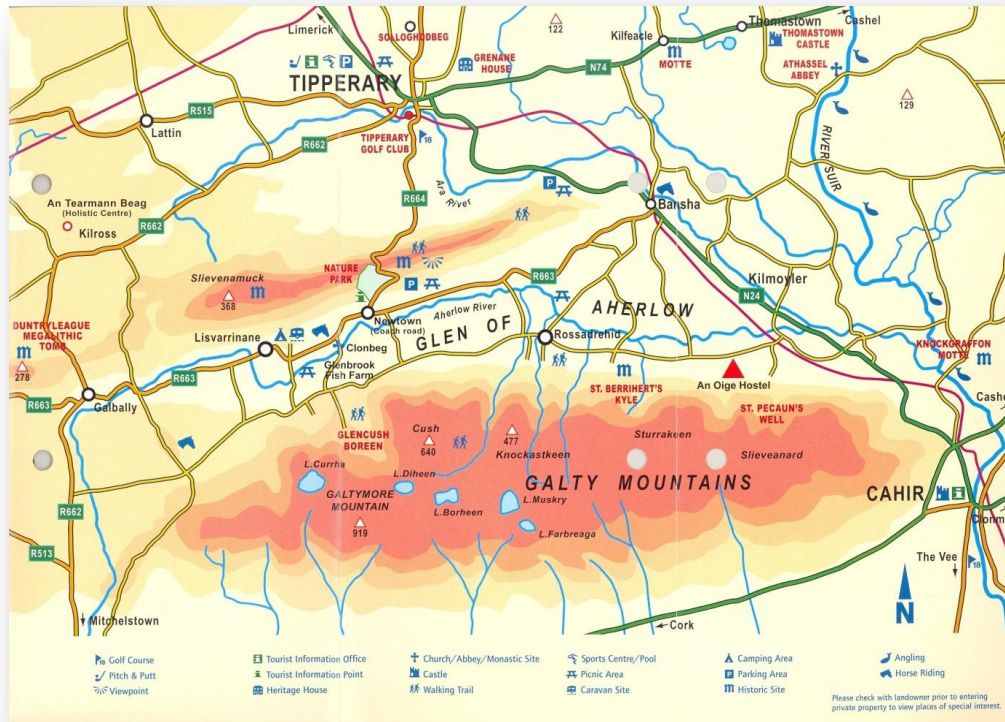 Limerick
SOLLOGHODBEG
122
Kilfeacle
Thomastown
Cashel
THOMASTOWN
CASTLE
MOTTE
GRENANE
HOUSE
N74
ATHASSEL
ABBEY
129
TIPPERARY
R515
Lattin
R662
TIPPERARY
GOLF CLUB
18
RIVER SUIR
An Tearmann Beag
(Holistic Centre)
Kilross
R662
R664
Ara River
Bansha
Slievenamuck
368
NATURE
PARK
R663
Kilmoyler
N24
DUNTRYLEAGUE
MEGALITHIC
TOMB
278
Lisvarrinane
Newtown
(Coach road)
Aherlow River
GLEN OF AHERLOW
Rossadrehid
Clonbeg
Glenbrook
Fish Farm
KNOCKGRAFFON
MOTTE
R663
R663
Galbally
ST. BERRIHERT'S
KYLE
An Oige Hostel
ST. PECAUN'S
WELL
GLENCUSH
BOREEN
Cush
640
477
Knockastkeen
Sturrakeen
Slieveanard
L.Currha
L.Diheen
GALTYMORE
MOUNTAIN
919
L.Borheen
L.Muskry
L.Farbreaga
GALTY MOUNTAINS
CAHIR
R662
R513
Mitchelstown
The Vee
18
N
Cork
Golf Course
Pitch & Putt
Viewpoint
Tourist Information Office
Tourist Information Point
Heritage House
Church/Abbey/Monastic Site
Castle
Walking Trail
Sports Centre/Pool
Picnic Area
Caravan Site
Camping Area
Parking Area
Historic Site
Angling
Horse Riding
Please check with landowner prior to entering
private property to view places of special interest.